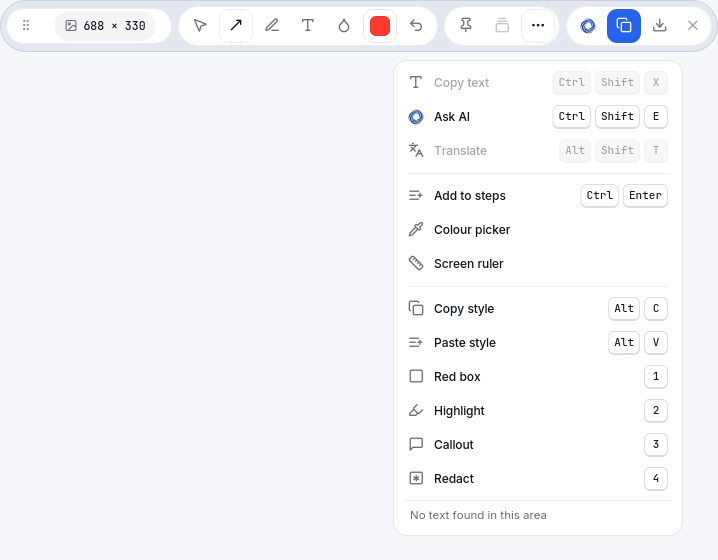 688 × 330
Copy text Ctrl Shift X
Ask AI Ctrl Shift E
Translate Alt Shift T
Add to steps Ctrl Enter
Colour picker
Screen ruler
Copy style Alt C
Paste style Alt V
Red box 1
Highlight 2
Callout 3
Redact 4
No text found in this area